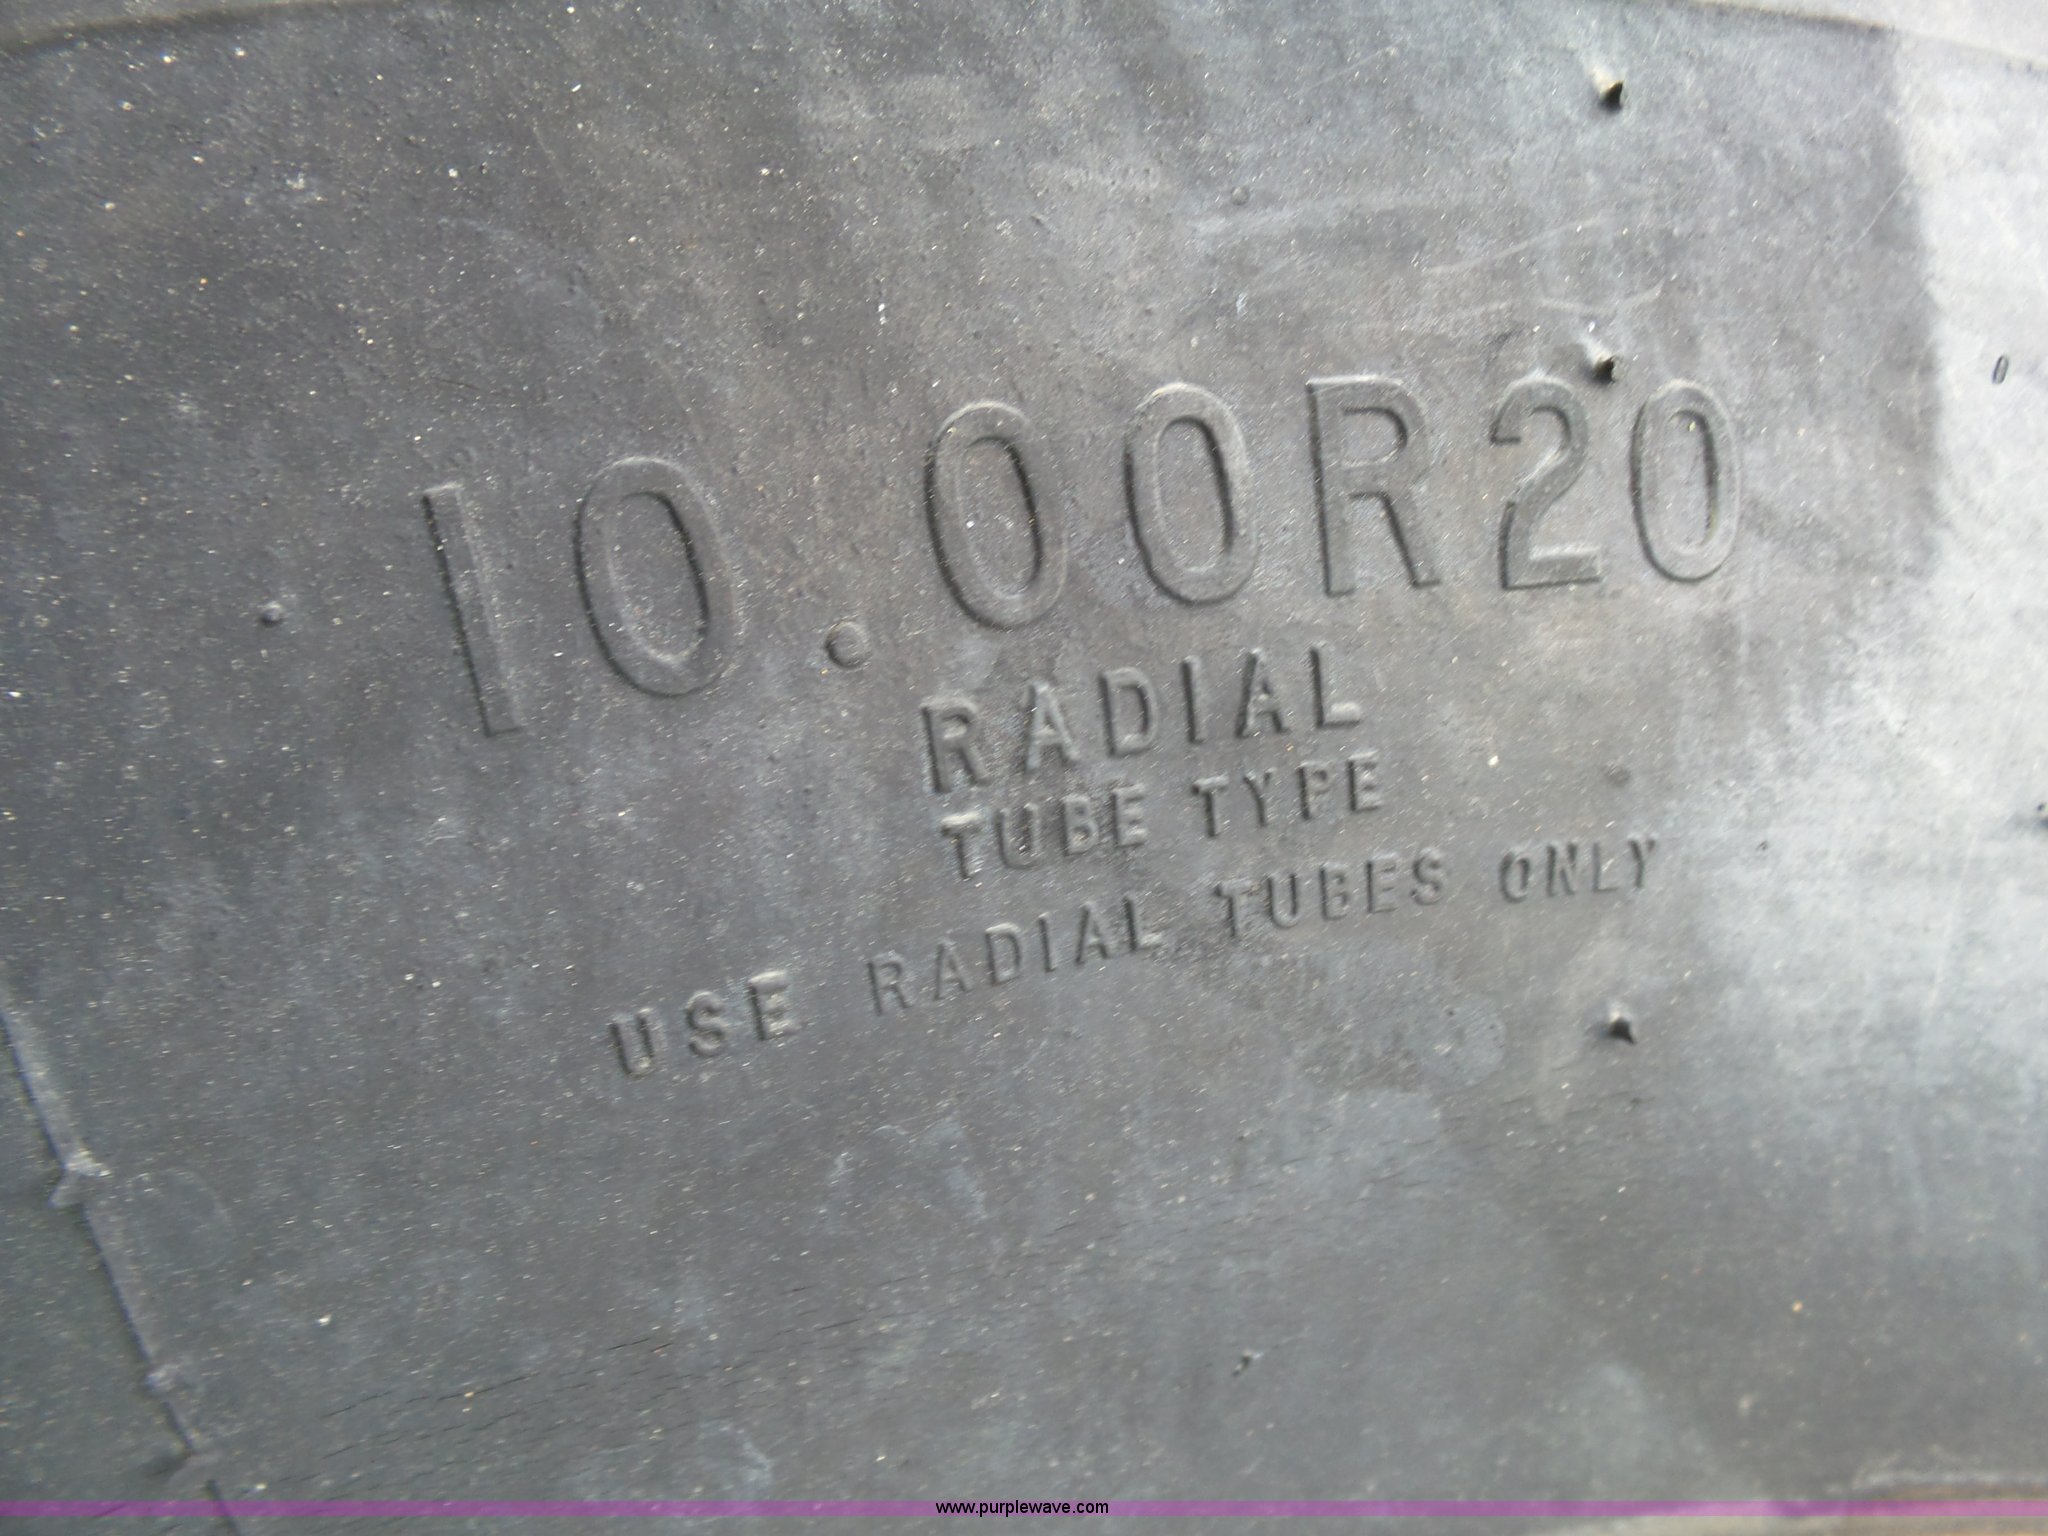 10.00R20
RADIAL
TUBE TYPE
USE RADIAL TUBES ONLY
www.purplewave.com